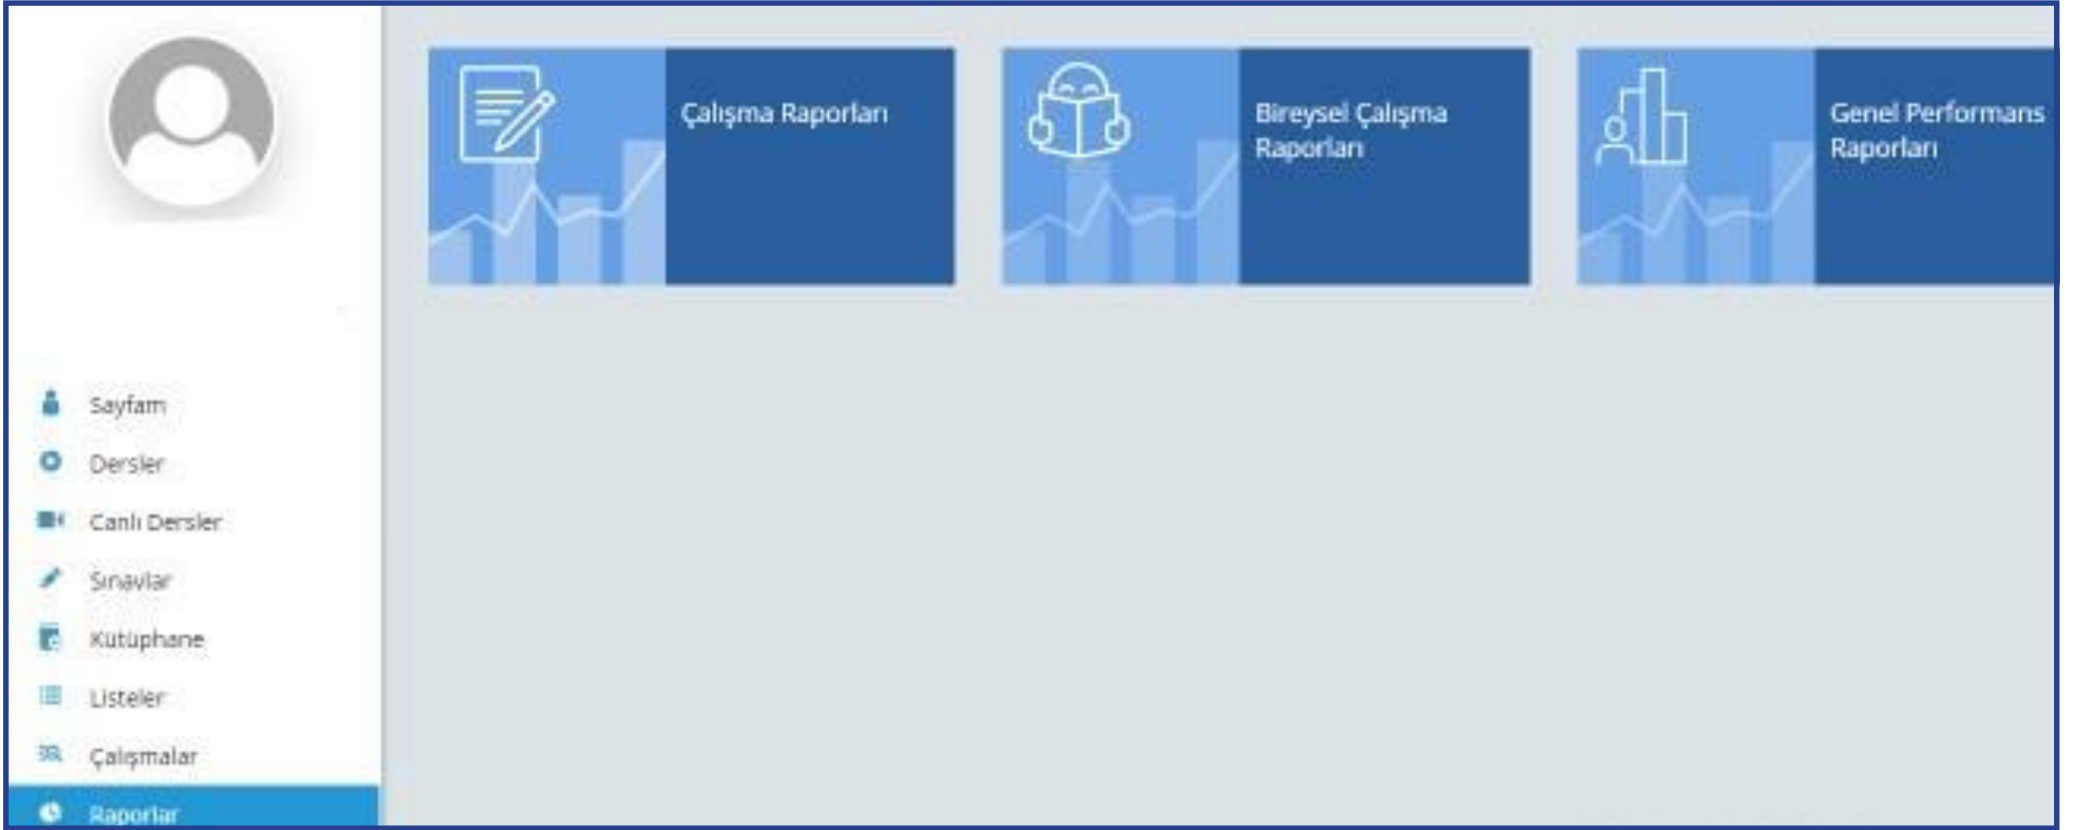 Çalışma Raporları
Bireysel Çalışma
Raporları
Genel Performans
Raporları
Sayfam
Dersler
Canlı Dersler
Sınavlar
Kütüphane
Listeler
Çalışmalar
Raporlar